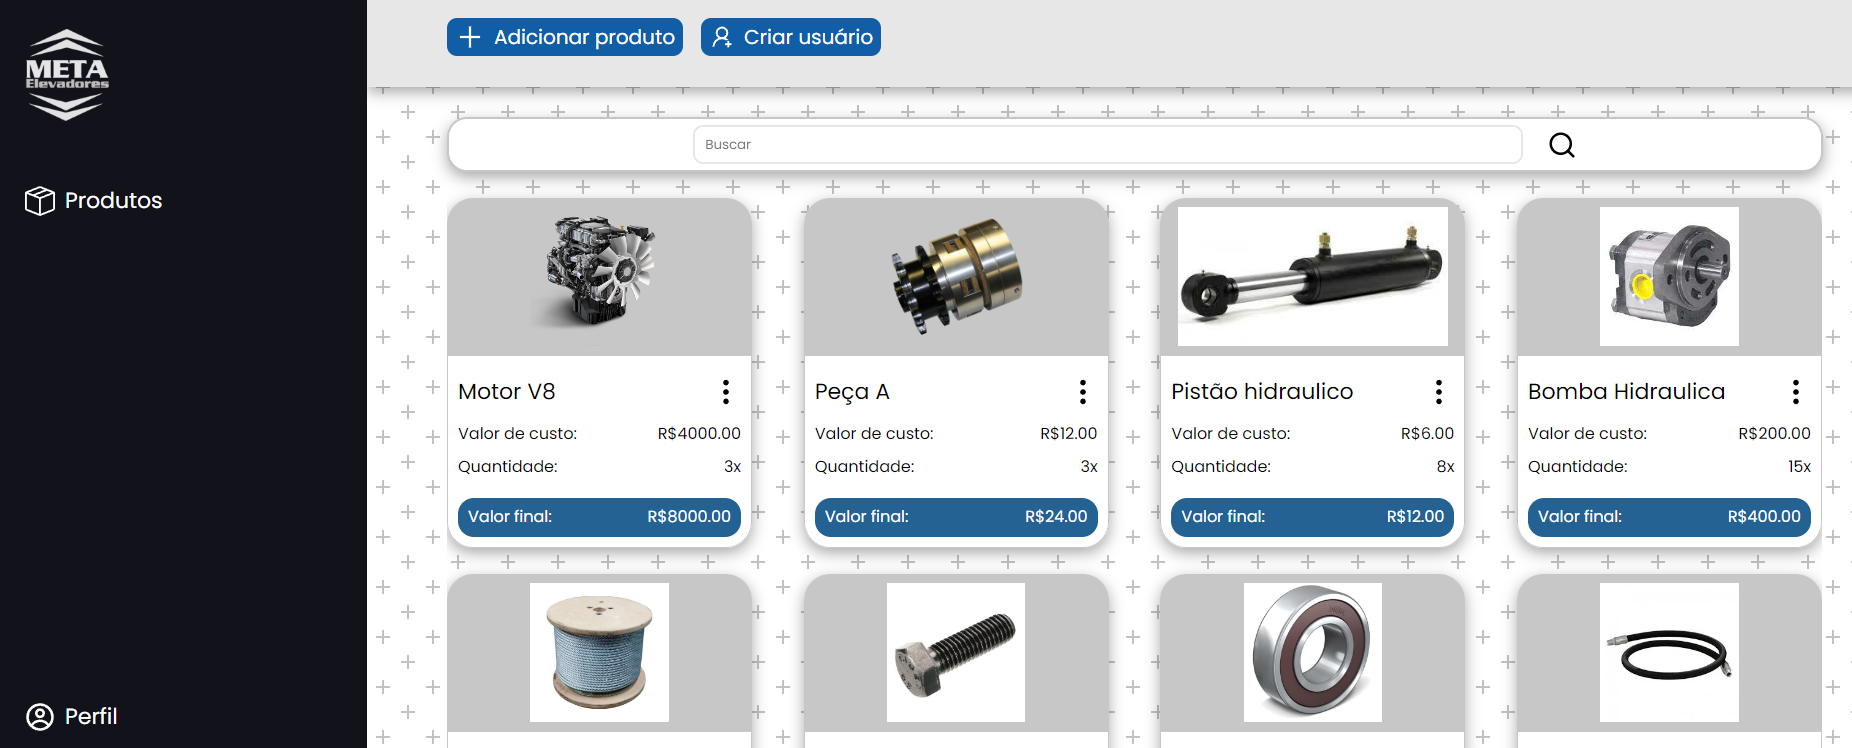 META
Elevadores
Produtos
Perfil
Adicionar produto
Criar usuário
Buscar
Motor V8
Valor de custo: R$4000.00
Quantidade: 3x
Valor final: R$8000.00
Peça A
Valor de custo: R$12.00
Quantidade: 3x
Valor final: R$24.00
Pistão hidraulico
Valor de custo: R$6.00
Quantidade: 8x
Valor final: R$12.00
Bomba Hidraulica
Valor de custo: R$200.00
Quantidade: 15x
Valor final: R$400.00